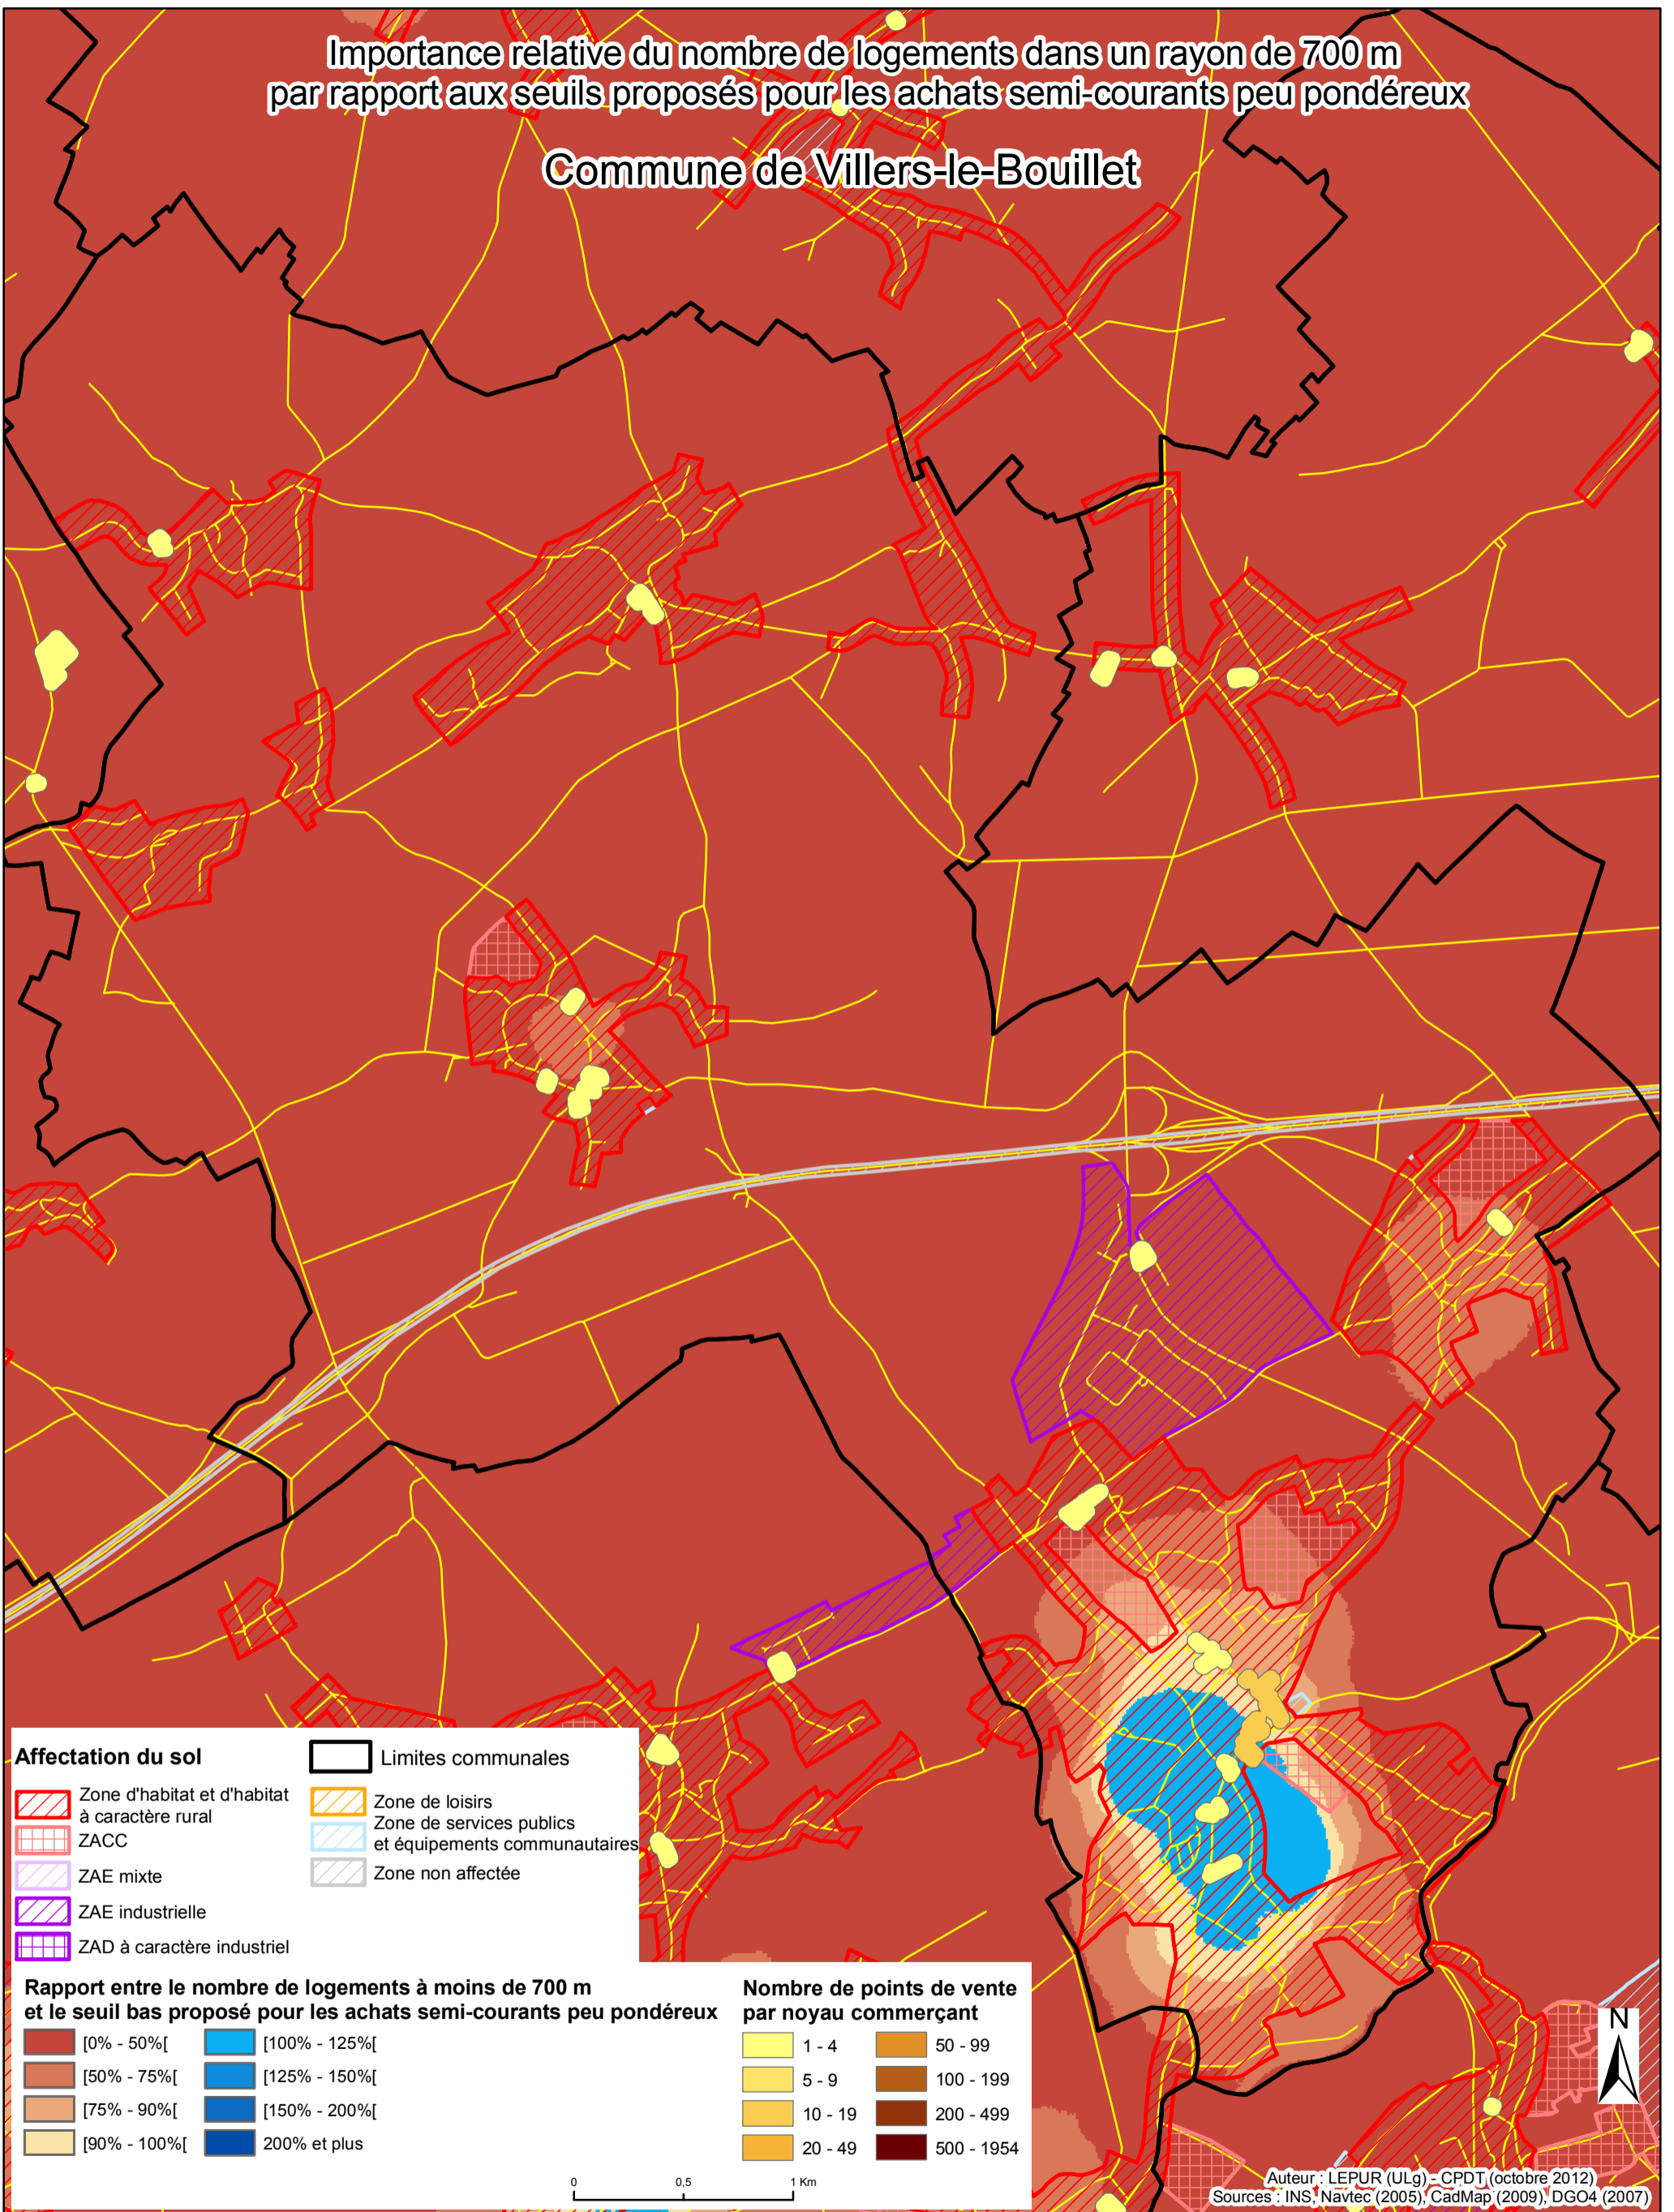 Importance relative du nombre de logements dans un rayon de 700 m
par rapport aux seuils proposés pour les achats semi-courants peu pondéreux
Commune de Villers-le-Bouillet
Affectation du sol
Zone d'habitat et d'habitat
à caractère rural
ZACC
ZAE mixte
ZAE industrielle
ZAD à caractère industriel
Limites communales
Zone de loisirs
Zone de services publics
et équipements communautaires
Zone non affectée
Rapport entre le nombre de logements à moins de 700 m
et le seuil bas proposé pour les achats semi-courants peu pondéreux
[0% - 50%[
[50% - 75%[
[75% - 90%[
[90% - 100%[
[100% - 125%[
[125% - 150%[
[150% - 200%[
200% et plus
Nombre de points de vente
par noyau commerçant
1 - 4
5 - 9
10 - 19
20 - 49
50 - 99
100 - 199
200 - 499
500 - 1954
0 0,5 1 Km
N
Auteur : LEPUR (ULg) - CPDT (octobre 2012)
Sources : INS, Navtec (2005), CadMap (2009), DGO4 (2007)